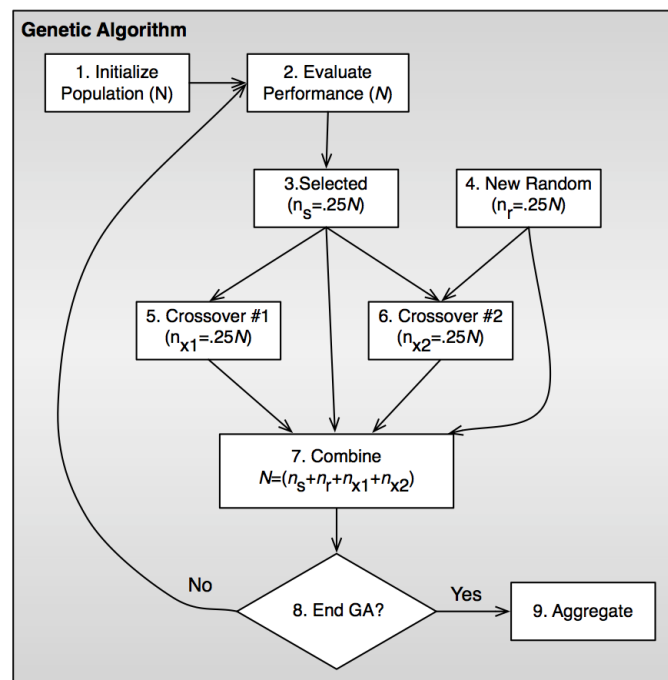 Genetic Algorithm
1. Initialize
Population (N)
2. Evaluate
Performance (N)
3.Selected
(ns=.25N)
4. New Random
(nr=.25N)
5. Crossover #1
(nx1=.25N)
6. Crossover #2
(nx2=.25N)
7. Combine
N=(ns+nr+nx1+nx2)
8. End GA?
No
Yes
9. Aggregate